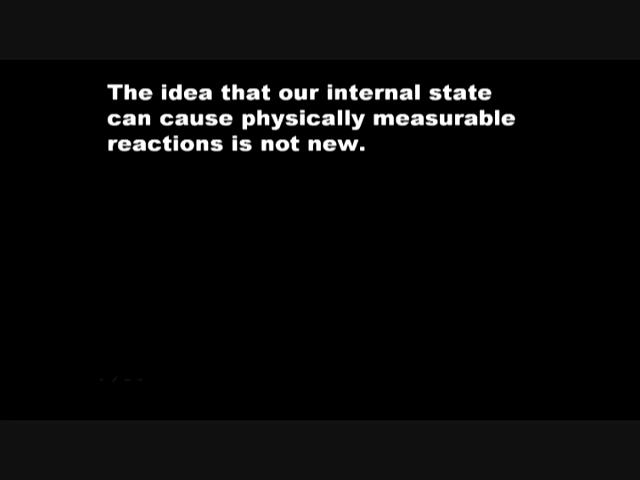 The idea that our internal state
can cause physically measurable
reactions is not new.